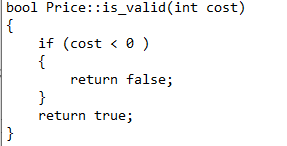 bool Price::is_valid(int cost)
{
    if (cost < 0 )
    {
        return false;
    }
    return true;
}